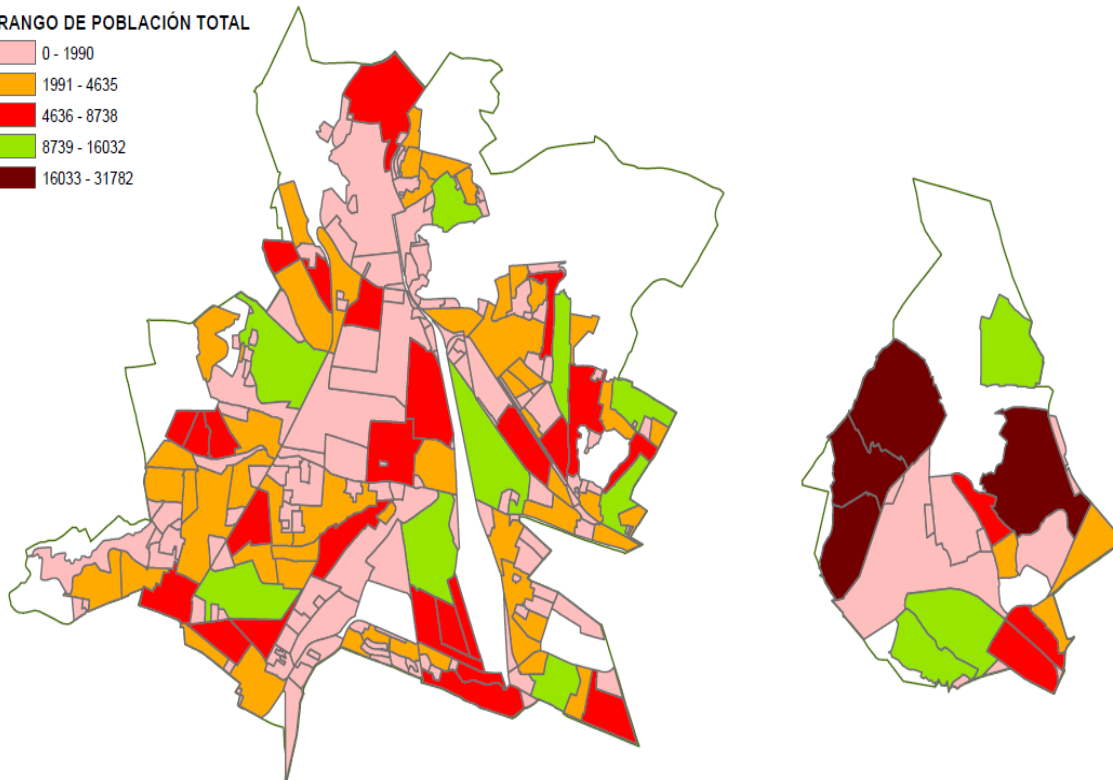 RANGO DE POBLACIÓN TOTAL
0 - 1990
1991 - 4635
4636 - 8738
8739 - 16032
16033 - 31782